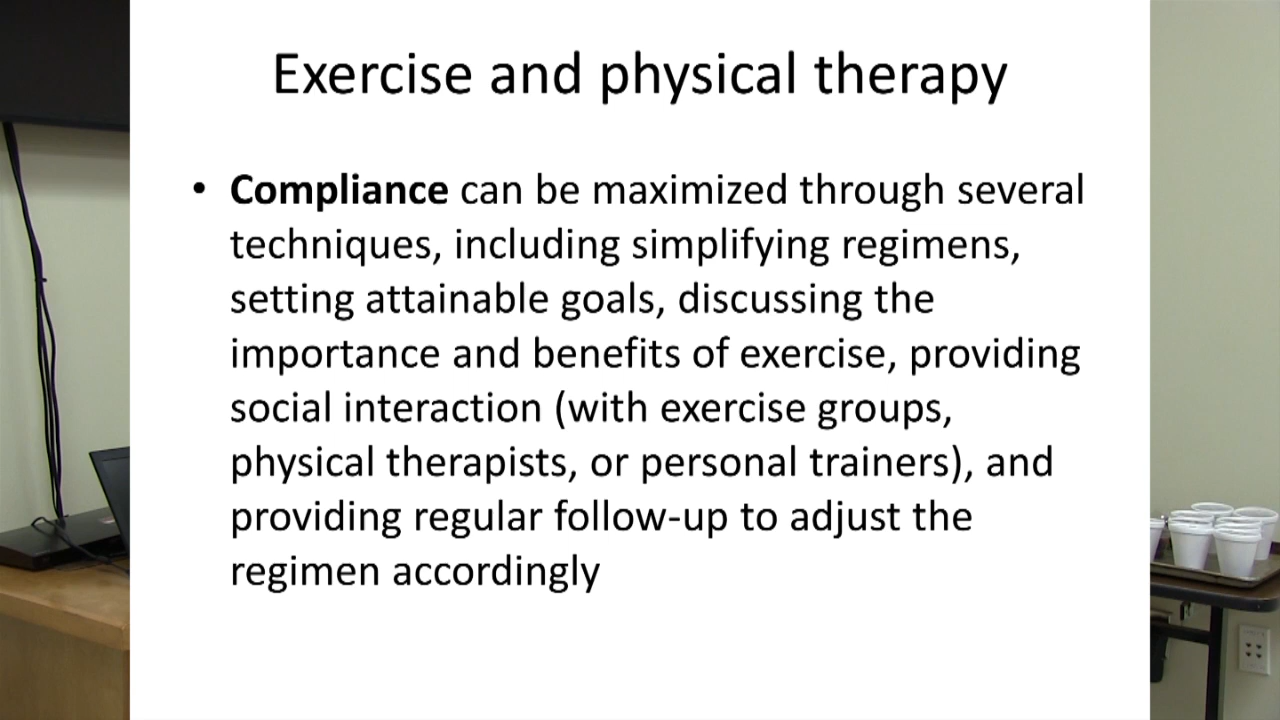 Exercise and physical therapy
• Compliance can be maximized through several
techniques, including simplifying regimens,
setting attainable goals, discussing the
importance and benefits of exercise, providing
social interaction (with exercise groups,
physical therapists, or personal trainers), and
providing regular follow-up to adjust the
regimen accordingly